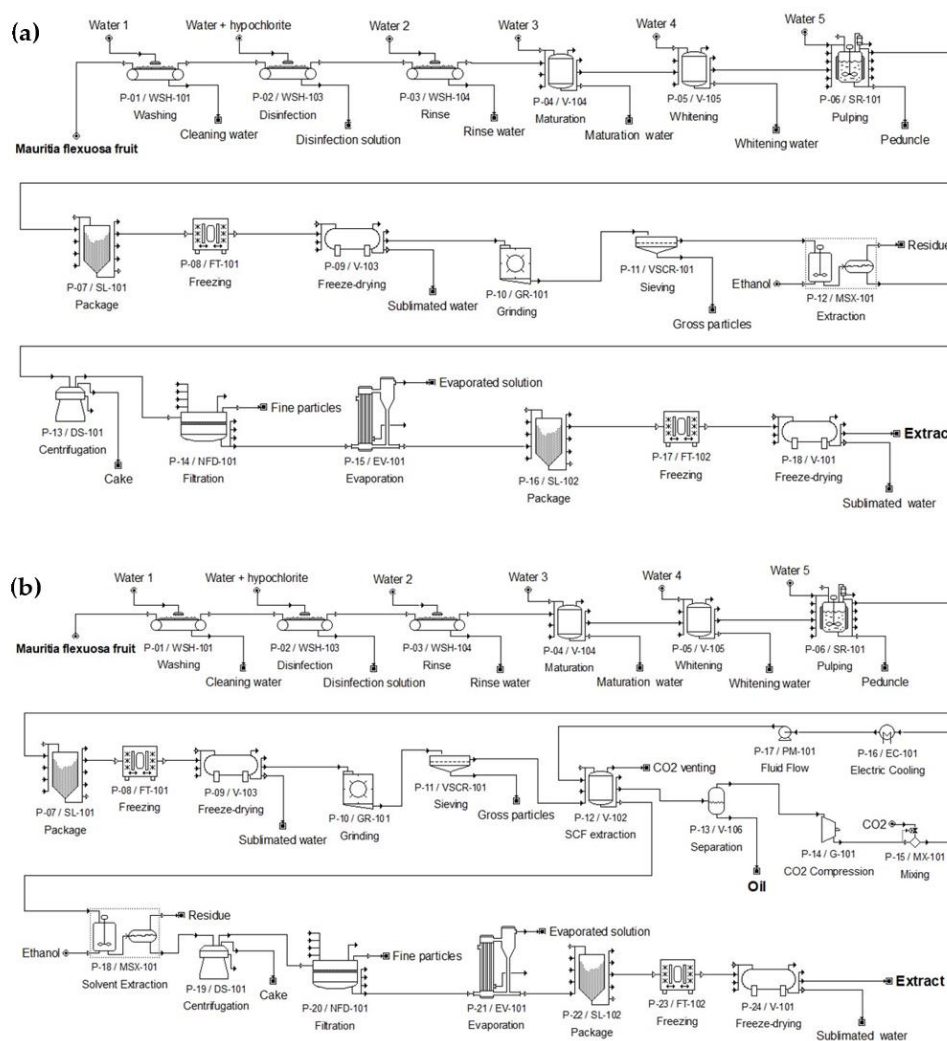 (a)
Water 1
Water + hypochlorite
Water 2
Water 3
Water 4
Water 5
P-01 / WSH-101
Washing
P-02 / WSH-103
Disinfection
P-03 / WSH-104
Rinse
P-04 / V-104
Maturation
P-05 / V-105
Whitening
P-06 / SR-101
Pulping
Mauritia flexuosa fruit
Cleaning water
Disinfection solution
Rinse water
Maturation water
Whitening water
Peduncle
P-07 / SL-101
Package
P-08 / FT-101
Freezing
P-09 / V-103
Freeze-drying
Sublimated water
P-10 / GR-101
Grinding
P-11 / VSCR-101
Sieving
Gross particles
Ethanol
P-12 / MSX-101
Extraction
Residue
P-13 / DS-101
Centrifugation
Cake
P-14 / NFD-101
Filtration
Fine particles
P-15 / EV-101
Evaporation
Evaporated solution
P-16 / SL-102
Package
P-17 / FT-102
Freezing
P-18 / V-101
Freeze-drying
Extract
Sublimated water
(b)
Water 1
Water + hypochlorite
Water 2
Water 3
Water 4
Water 5
P-01 / WSH-101
Washing
P-02 / WSH-103
Disinfection
P-03 / WSH-104
Rinse
P-04 / V-104
Maturation
P-05 / V-105
Whitening
P-06 / SR-101
Pulping
Mauritia flexuosa fruit
Cleaning water
Disinfection solution
Rinse water
Maturation water
Whitening water
Peduncle
P-07 / SL-101
Package
P-08 / FT-101
Freezing
P-09 / V-103
Freeze-drying
Sublimated water
P-10 / GR-101
Grinding
P-11 / VSCR-101
Sieving
Gross particles
P-12 / V-102
SCF extraction
CO2 venting
P-17 / PM-101
Fluid Flow
P-16 / EC-101
Electric Cooling
P-13 / V-106
Separation
Oil
P-14 / G-101
CO2 Compression
CO2
P-15 / MX-101
Mixing
Ethanol
P-18 / MSX-101
Solvent Extraction
Residue
P-19 / DS-101
Centrifugation
Cake
P-20 / NFD-101
Filtration
Fine particles
P-21 / EV-101
Evaporation
Evaporated solution
P-22 / SL-102
Package
P-23 / FT-102
Freezing
P-24 / V-101
Freeze-drying
Extract
Sublimated water